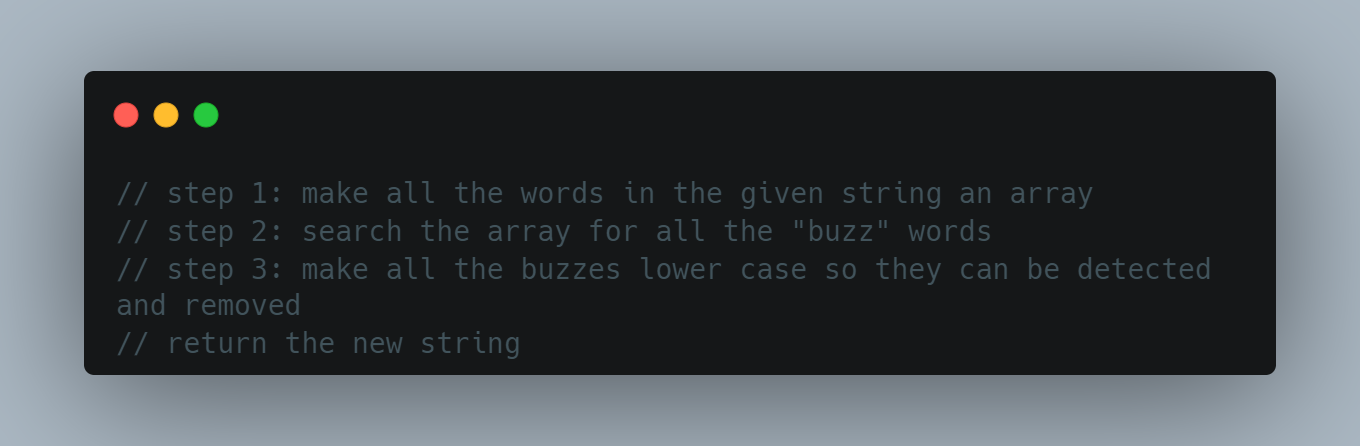 // step 1: make all the words in the given string an array
// step 2: search the array for all the "buzz" words
// step 3: make all the buzzes lower case so they can be detected
and removed
// return the new string